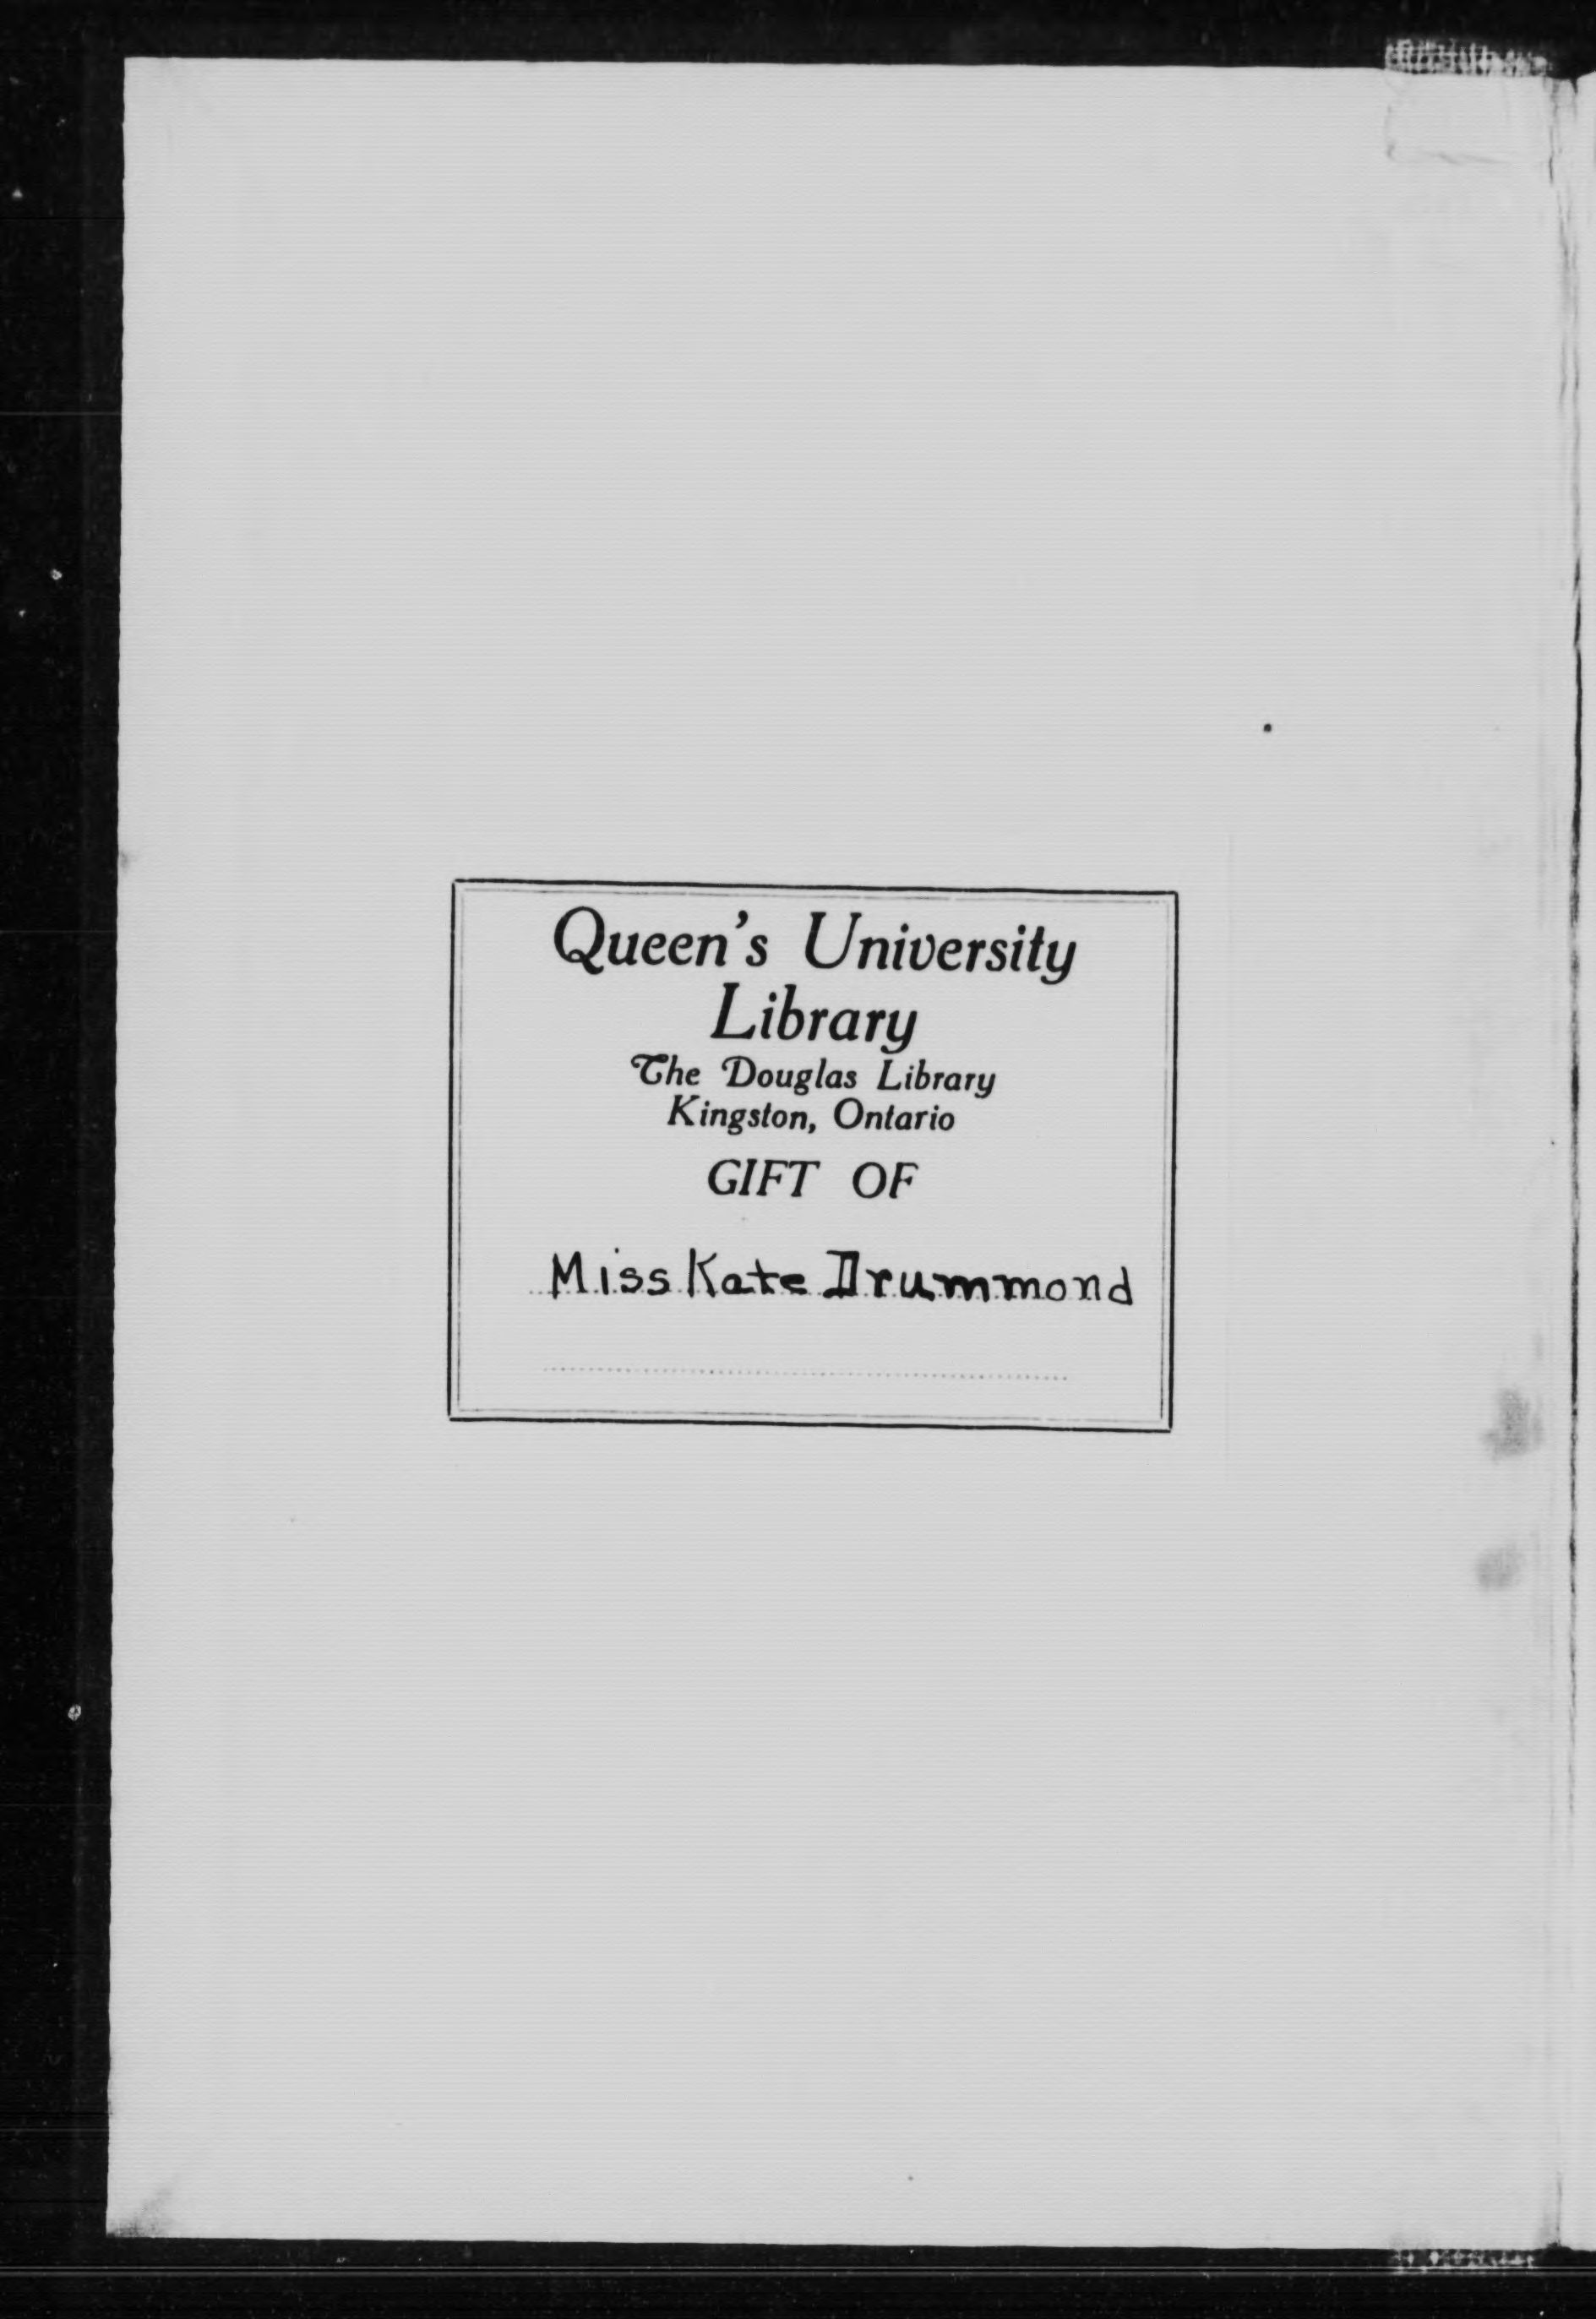 Queen's University
Library
The Douglas Library
Kingston, Ontario
GIFT OF
Miss Kate Drummond